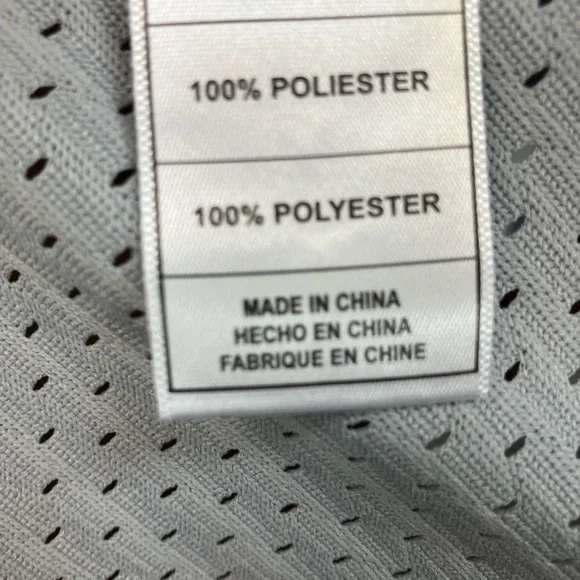 100% POLIESTER
100% POLYESTER
MADE IN CHINA
HECHO EN CHINA
FABRIQUE EN CHINE